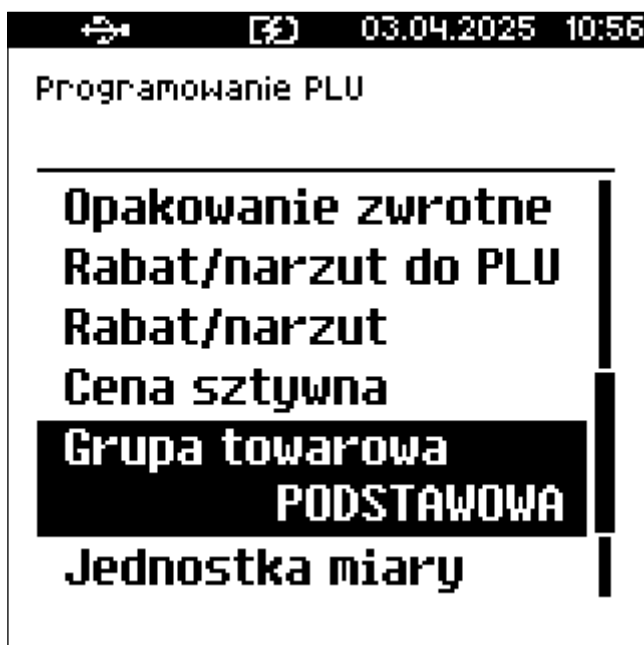 03.04.2025 10:56
Programowanie PLU
Opakowanie zwrotne
Rabat/narzut do PLU
Rabat/narzut
Cena sztywna
Grupa towarowa
PODSTAWOWA
Jednostka miary